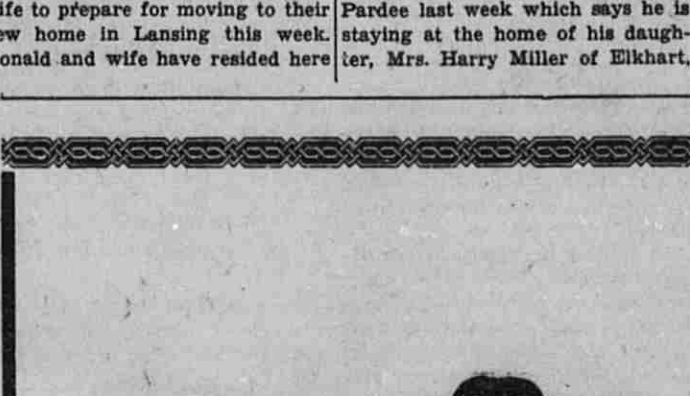 ife to prepare for moving to their
ew home in Lansing this week.
onald and wife have resided here
Pardee last week which says he is
staying at the home of his daugh-
ter, Mrs. Harry Miller of Elkhart,